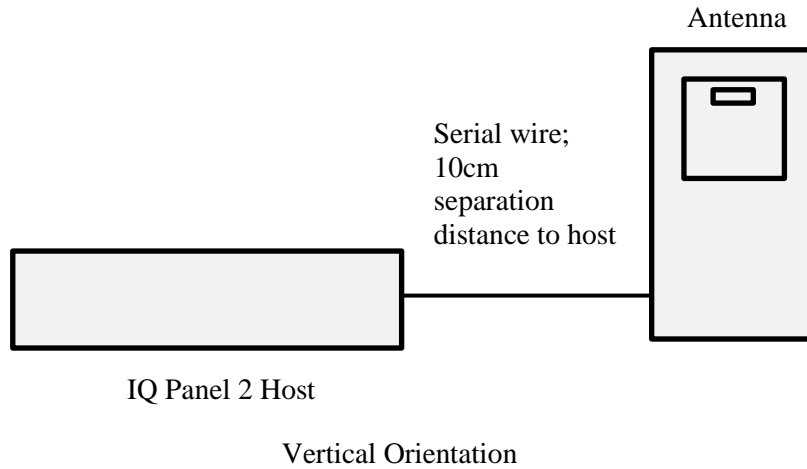 Antenna
Serial wire;
10cm
separation
distance to host
IQ Panel 2 Host
Vertical Orientation